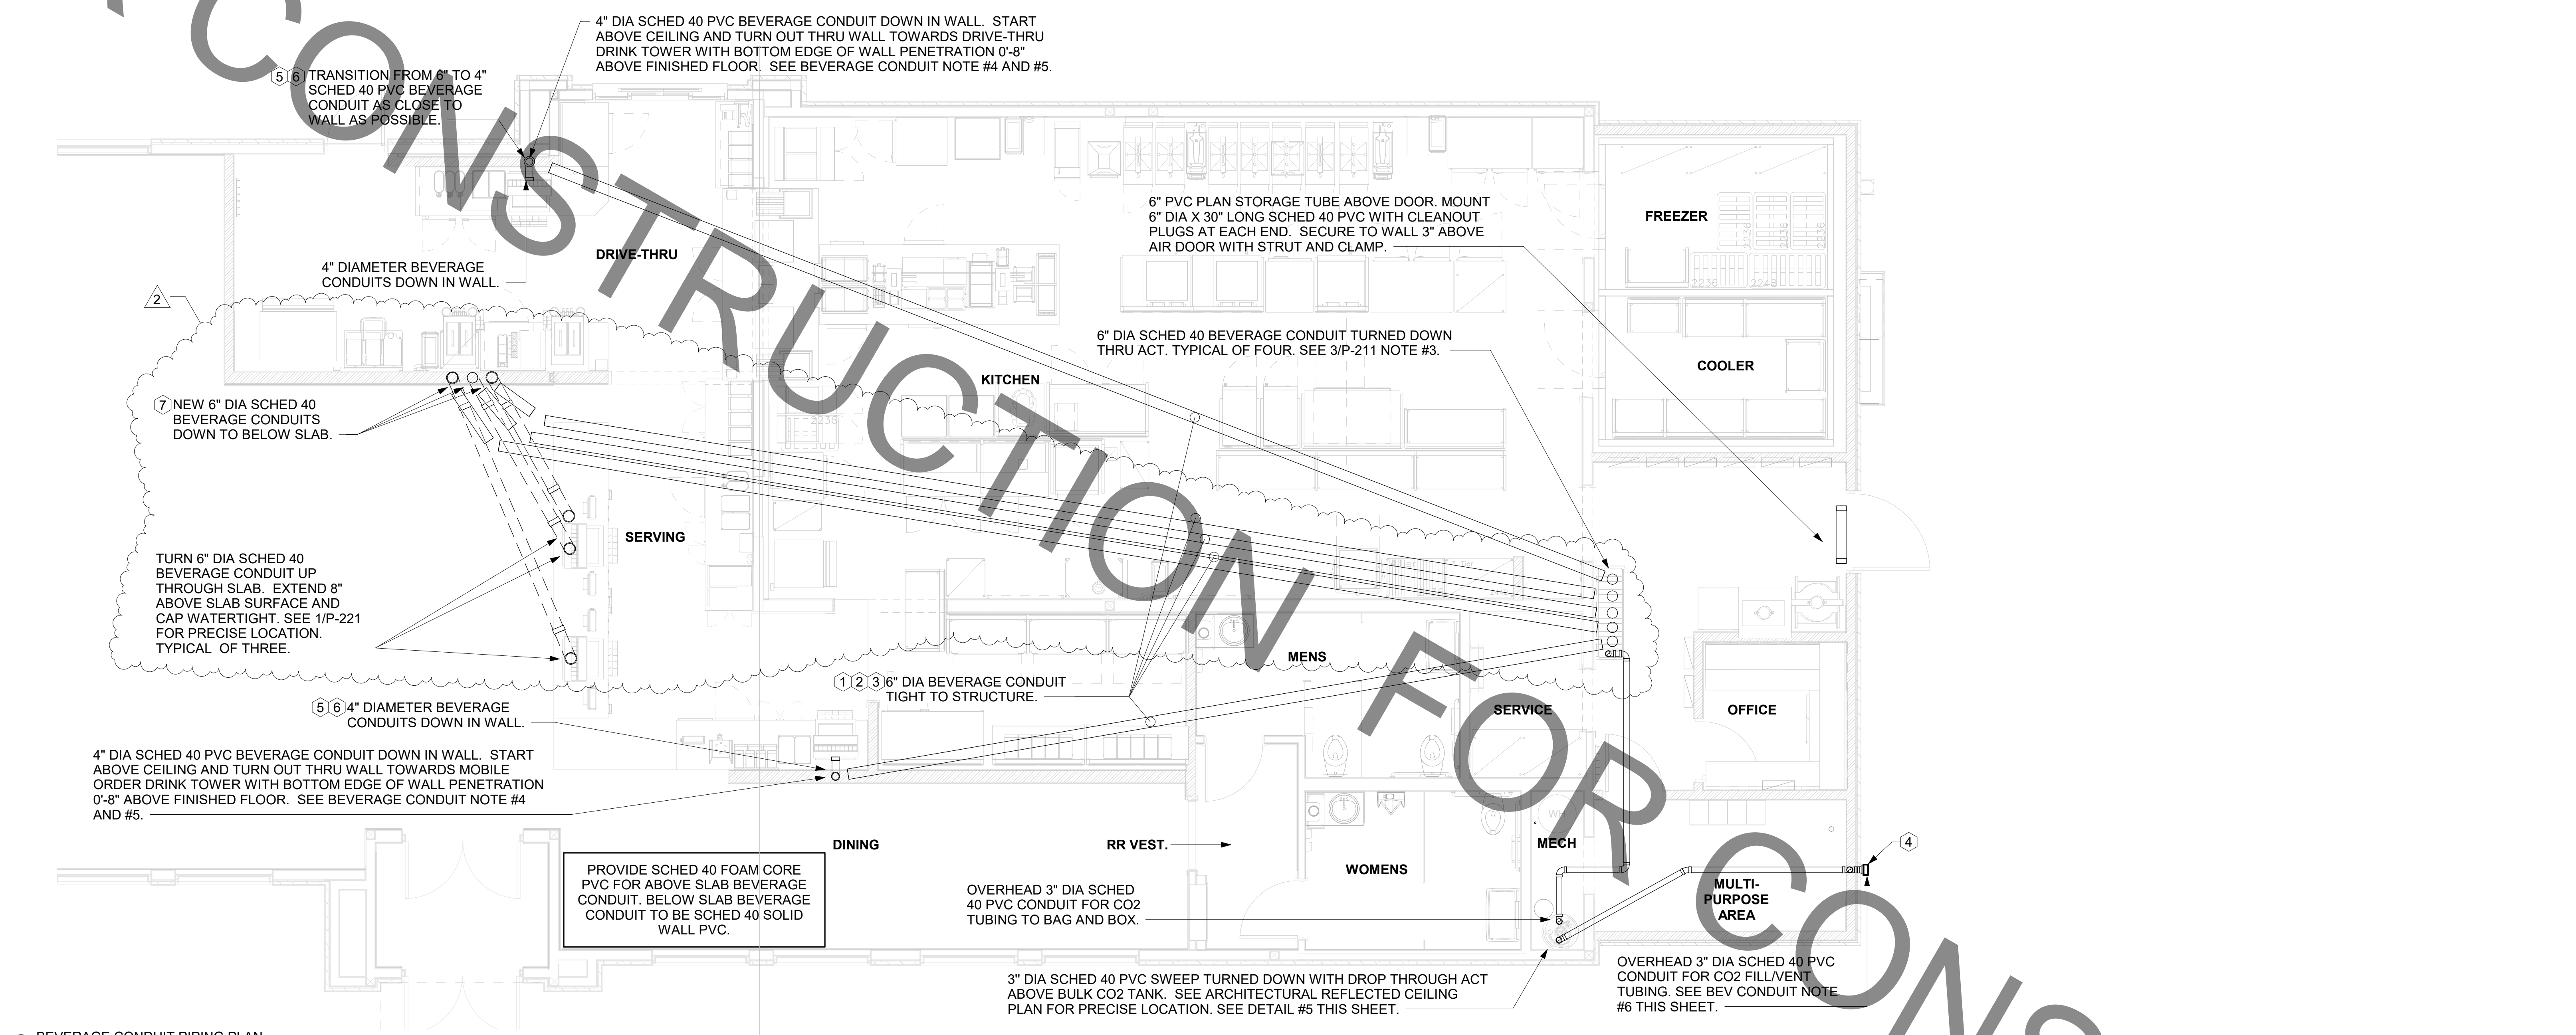 4" DIA SCHED 40 PVC BEVERAGE CONDUIT DOWN IN WALL. START
ABOVE CEILING AND TURN OUT THRU WALL TOWARDS DRIVE-THRU
DRINK TOWER WITH BOTTOM EDGE OF WALL PENETRATION 0'-8"
ABOVE FINISHED FLOOR. SEE BEVERAGE CONDUIT NOTE #4 AND #5.
5 6 TRANSITION FROM 6" TO 4"
SCHED 40 PVC BEVERAGE
CONDUIT AS CLOSE TO
WALL AS POSSIBLE.
6" PVC PLAN STORAGE TUBE ABOVE DOOR. MOUNT
6" DIA X 30" LONG SCHED 40 PVC WITH CLEANOUT
PLUGS AT EACH END. SECURE TO WALL 3" ABOVE
AIR DOOR WITH STRUT AND CLAMP.
FREEZER
2236
2236
2236
2236
2248
DRIVE-THRU
4" DIAMETER BEVERAGE
CONDUITS DOWN IN WALL.
2
6" DIA SCHED 40 BEVERAGE CONDUIT TURNED DOWN
THRU ACT. TYPICAL OF FOUR. SEE 3/P-211 NOTE #3.
COOLER
KITCHEN
7 NEW 6" DIA SCHED 40
BEVERAGE CONDUITS
DOWN TO BELOW SLAB.
2236
SERVING
TURN 6" DIA SCHED 40
BEVERAGE CONDUIT UP
THROUGH SLAB. EXTEND 8"
ABOVE SLAB SURFACE AND
CAP WATERTIGHT. SEE 1/P-221
FOR PRECISE LOCATION.
TYPICAL OF THREE.
MENS
1 2 3 6" DIA BEVERAGE CONDUIT
TIGHT TO STRUCTURE.
5 6 4" DIAMETER BEVERAGE
CONDUITS DOWN IN WALL.
SERVICE
OFFICE
4" DIA SCHED 40 PVC BEVERAGE CONDUIT DOWN IN WALL. START
ABOVE CEILING AND TURN OUT THRU WALL TOWARDS MOBILE
ORDER DRINK TOWER WITH BOTTOM EDGE OF WALL PENETRATION
0'-8" ABOVE FINISHED FLOOR. SEE BEVERAGE CONDUIT NOTE #4
AND #5.
DINING
RR VEST.
WH
MECH
4
PROVIDE SCHED 40 FOAM CORE
PVC FOR ABOVE SLAB BEVERAGE
CONDUIT. BELOW SLAB BEVERAGE
CONDUIT TO BE SCHED 40 SOLID
WALL PVC.
WOMENS
OVERHEAD 3" DIA SCHED
40 PVC CONDUIT FOR CO2
TUBING TO BAG AND BOX.
MULTI-
PURPOSE
AREA
3" DIA SCHED 40 PVC SWEEP TURNED DOWN WITH DROP THROUGH ACT
ABOVE BULK CO2 TANK. SEE ARCHITECTURAL REFLECTED CEILING
PLAN FOR PRECISE LOCATION. SEE DETAIL #5 THIS SHEET.
OVERHEAD 3" DIA SCHED 40 PVC
CONDUIT FOR CO2 FILL/VENT
TUBING. SEE BEV CONDUIT NOTE
#6 THIS SHEET.
BEVERAGE CONDUIT PIPING PLAN
CONSTRUCTION FOR CONS